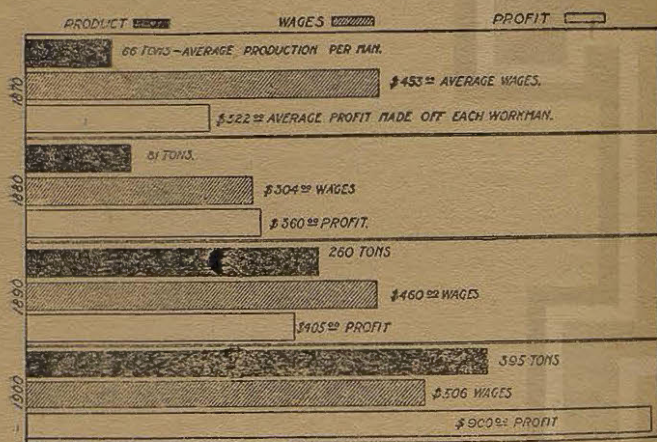 PRODUCT WAGES PROFIT
1870
66 TONS-AVERAGE PRODUCTION PER MAN.
$453 00 AVERAGE WAGES.
$322 00 AVERAGE PROFIT MADE OFF EACH WORKMAN.
1880
81 TONS.
$304 00 WAGES
$360 00 PROFIT.
1890
260 TONS
$460 00 WAGES
$405 00 PROFIT
1900
395 TONS
$506 WAGES
$900 00 PROFIT